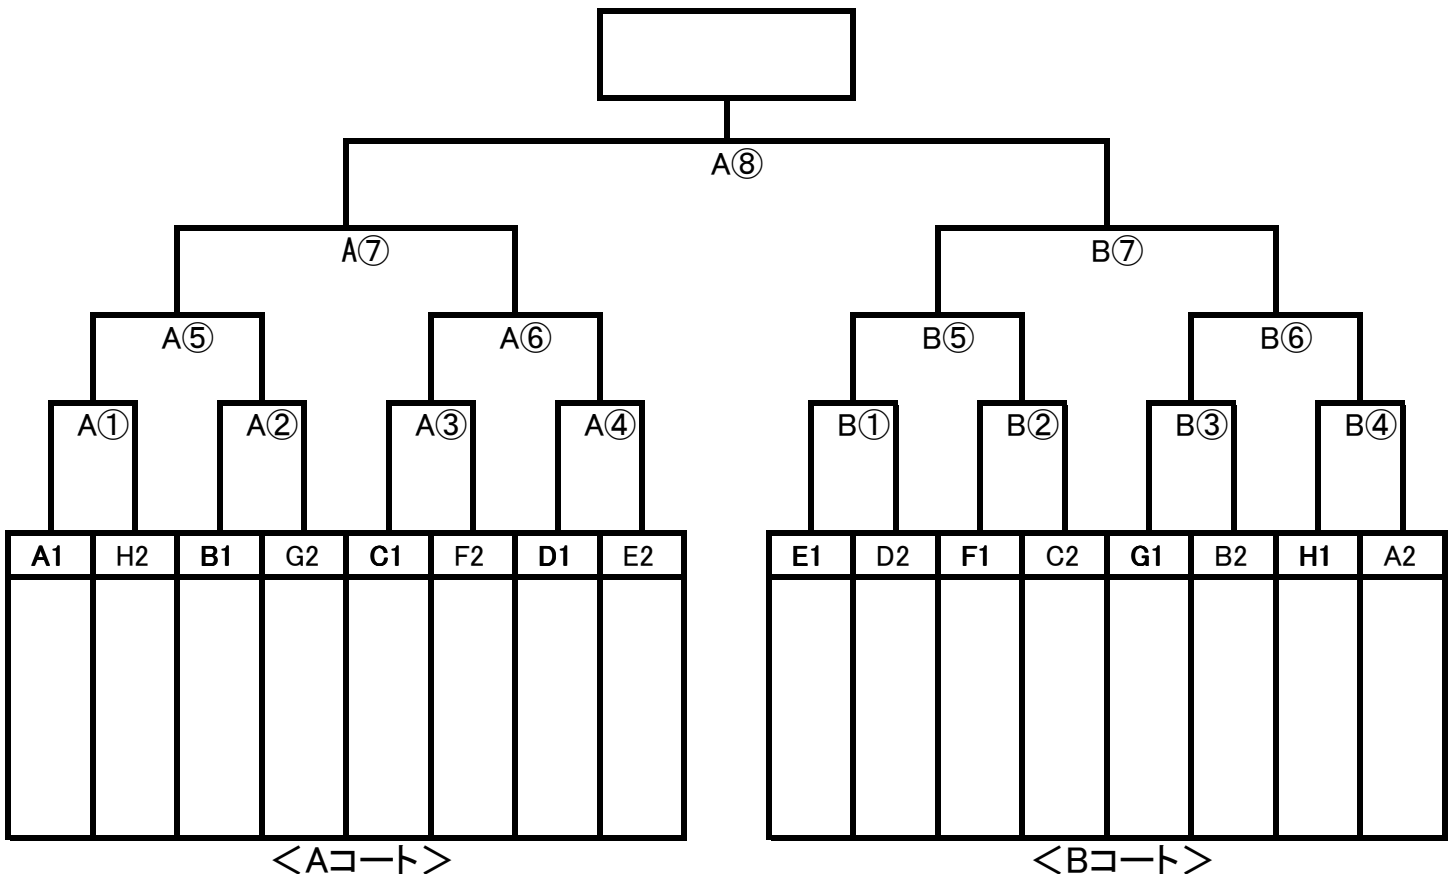 A⑧
A⑦ B⑦
A⑤ A⑥ B⑤ B⑥
A① A② A③ A④ B① B② B③ B④
A1 H2 B1 G2 C1 F2 D1 E2 E1 D2 F1 C2 G1 B2 H1 A2
＜Aコート＞ ＜Bコート＞